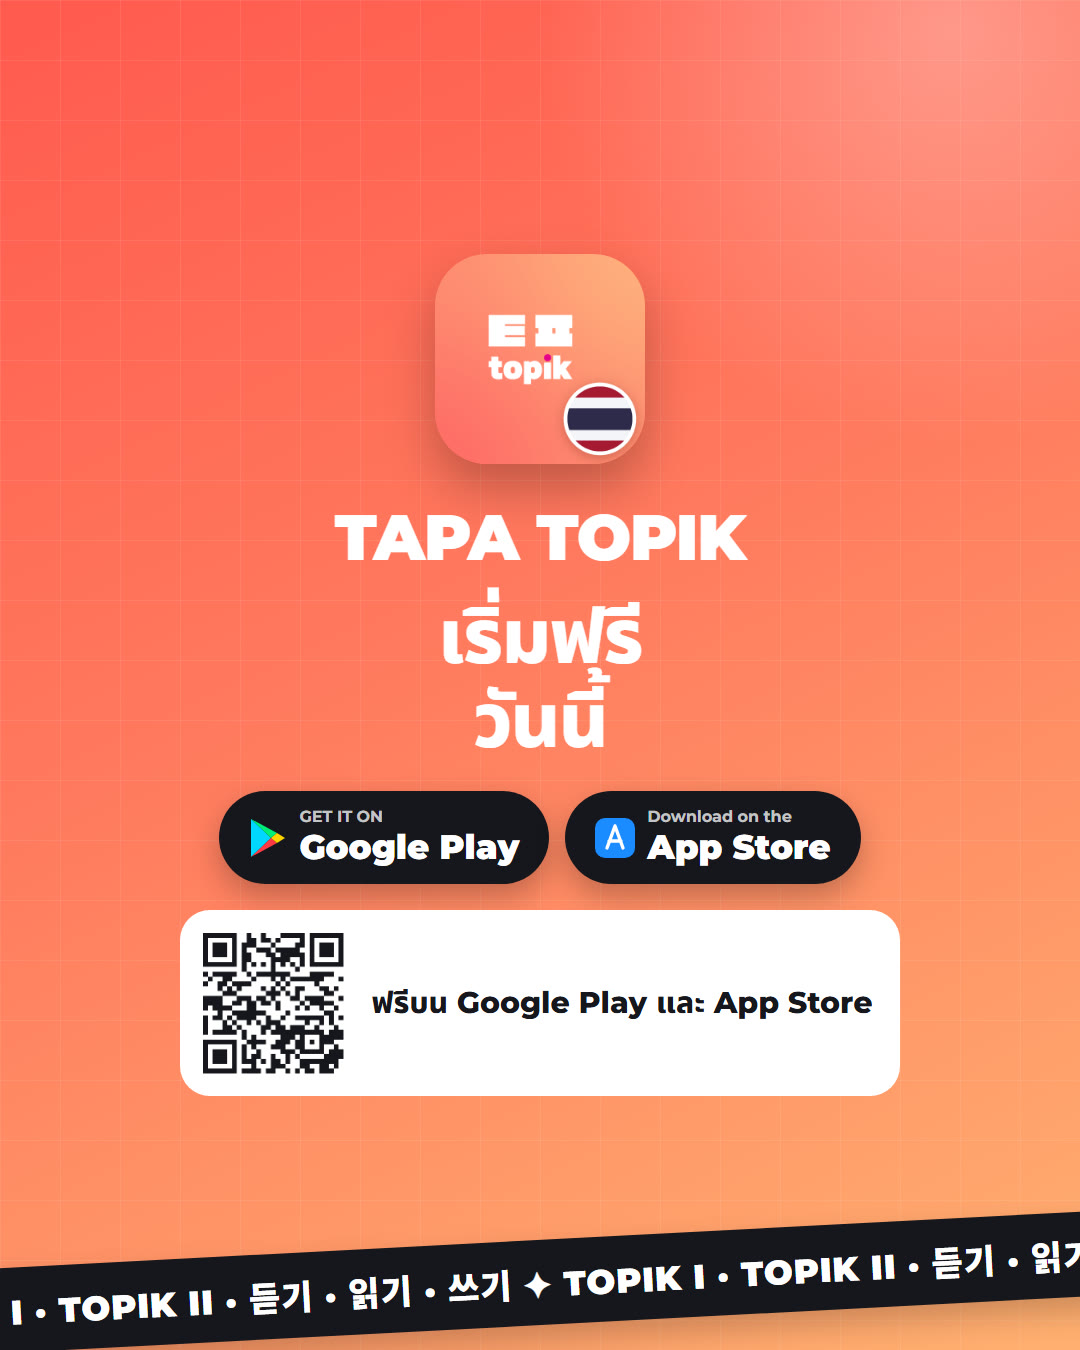 토픽
topik
TAPA TOPIK
เริ่มฟรี
วันนี้
GET IT ON
Google Play
Download on the
App Store
ฟรีบน Google Play และ App Store
I • TOPIK II • 듣기 • 읽기 • 쓰기 ✦ TOPIK I • TOPIK II • 듣기 • 읽기